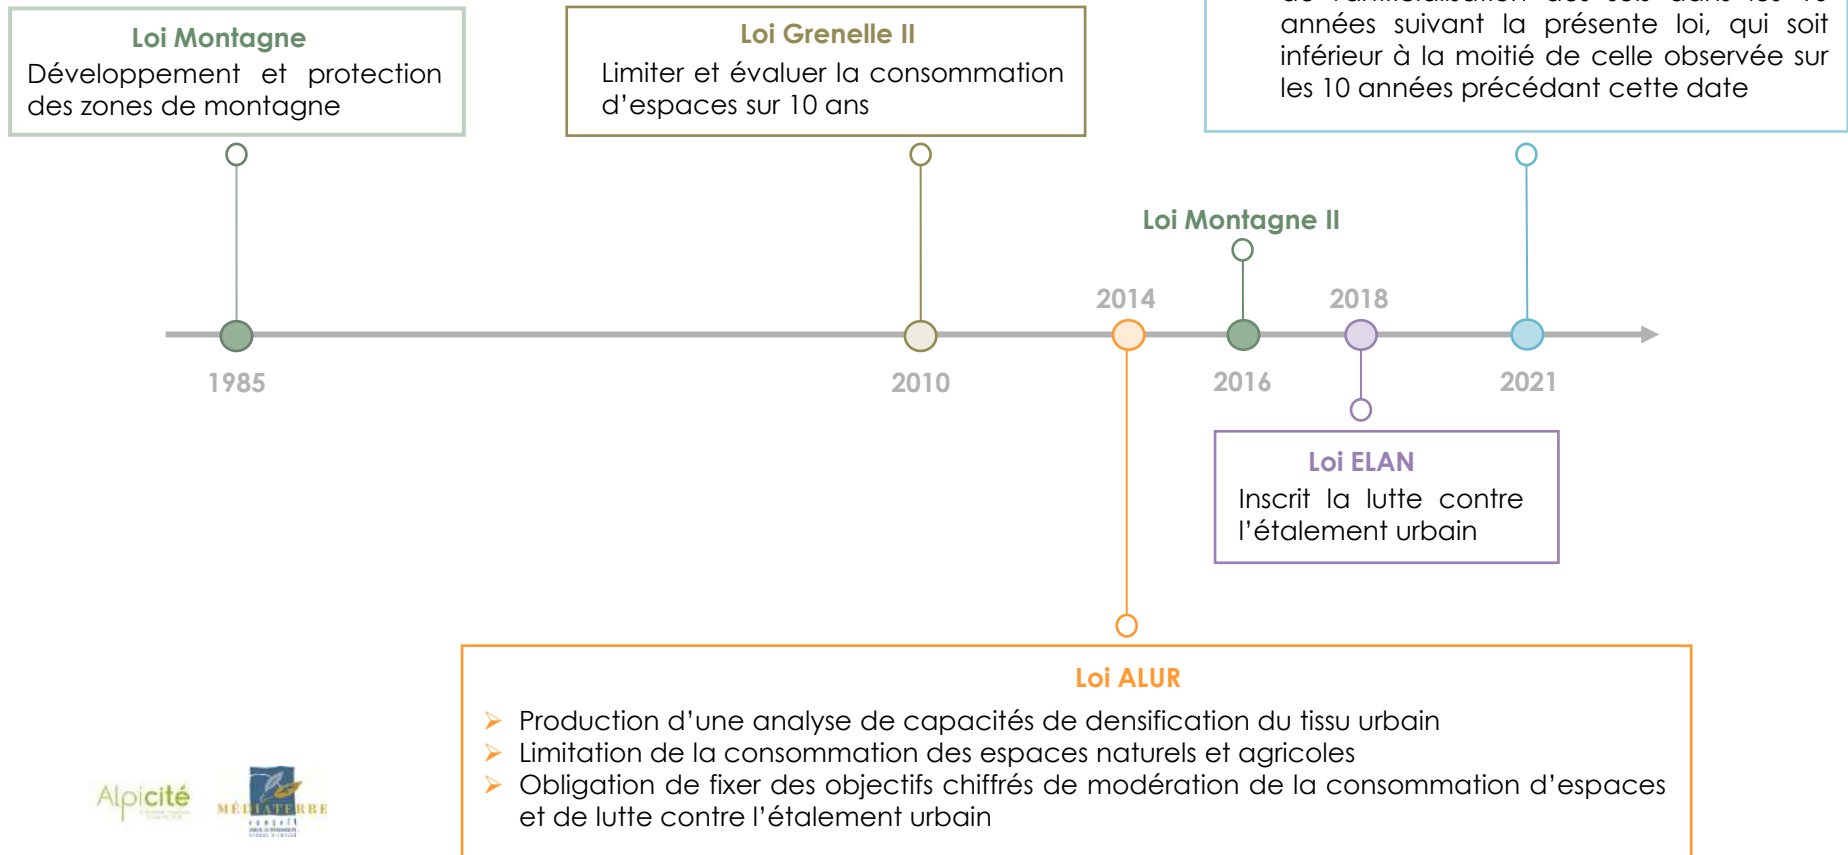 Loi Montagne
Développement et protection
des zones de montagne
Loi Grenelle II
Limiter et évaluer la consommation
d'espaces sur 10 ans
années suivant la présente loi, qui soit
inférieur à la moitié de celle observée sur
les 10 années précédant cette date
Loi Montagne II
2014
2018
1985
2010
2016
2021
Loi ELAN
Inscrit la lutte contre
l'étalement urbain
Loi ALUR
➢ Production d'une analyse de capacités de densification du tissu urbain
➢ Limitation de la consommation des espaces naturels et agricoles
➢ Obligation de fixer des objectifs chiffrés de modération de la consommation d'espaces
et de lutte contre l'étalement urbain
Alpicité
MÉDIATERRE
conseil